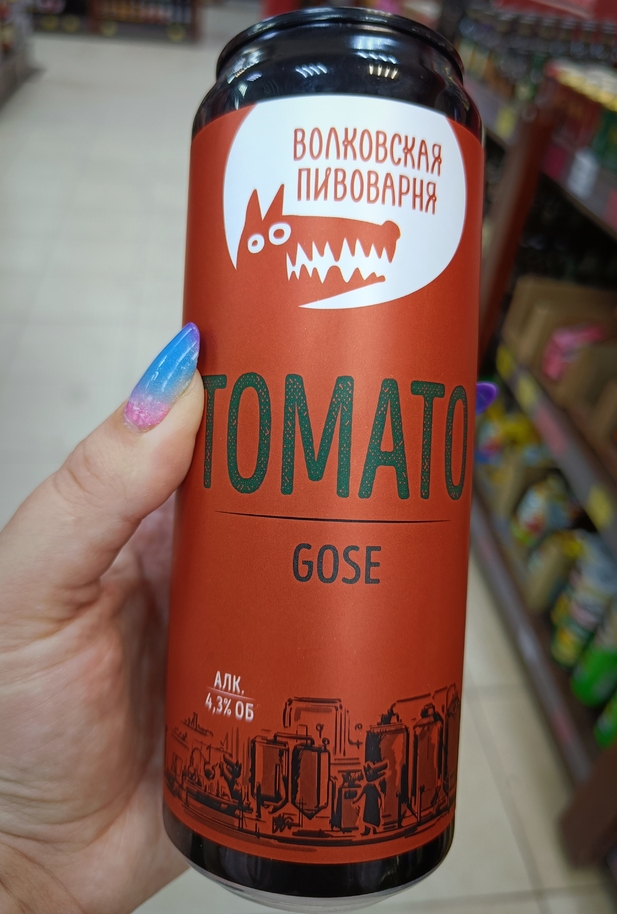 ВОЛКОВСКАЯ
ПИВОВАРНЯ
TOMATO
GOSE
АЛК.
4,3% ОБ